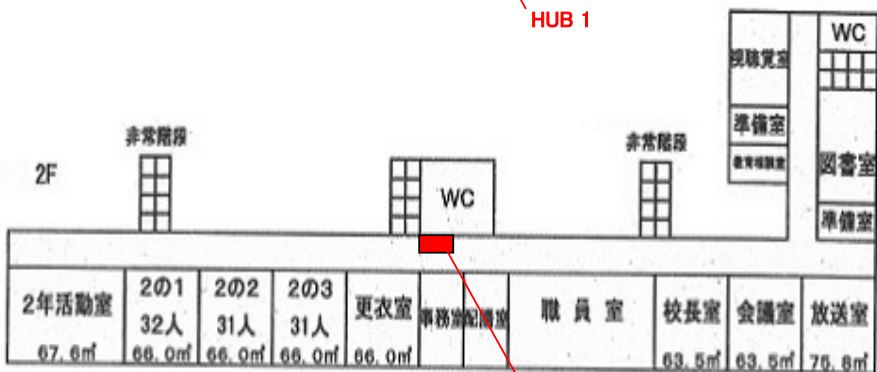 HUB 1
WC
視聴覚室
準備室
図書室
準備室
非常階段
非常階段
2F
WC
2年活動室
67.6㎡
2の1
32人
66.0㎡
2の2
31人
66.0㎡
2の3
31人
66.0㎡
更衣室
66.0㎡
事務室
配膳室
職員室
校長室
63.5㎡
会議室
63.5㎡
放送室
75.8㎡